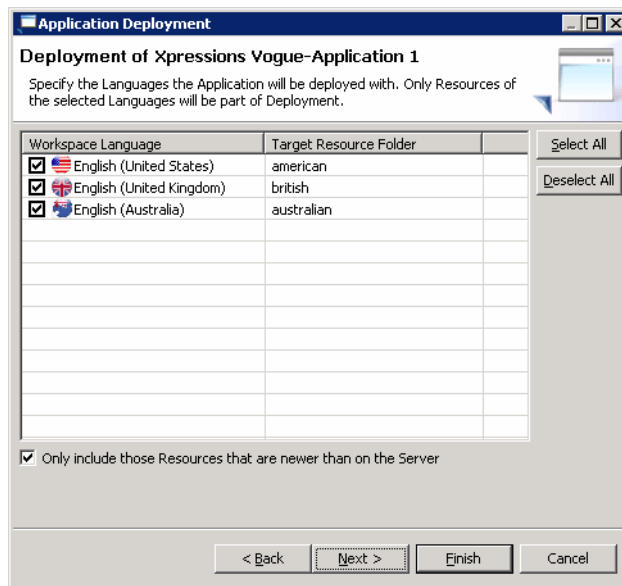 Application Deployment
Deployment of Xpressions Vogue-Application 1
Specify the Languages the Application will be deployed with. Only Resources of
the selected Languages will be part of Deployment.
Workspace Language Target Resource Folder
English (United States) american
English (United Kingdom) british
English (Australia) australian
Select All
Deselect All
Only include those Resources that are newer than on the Server
< Back Next > Finish Cancel